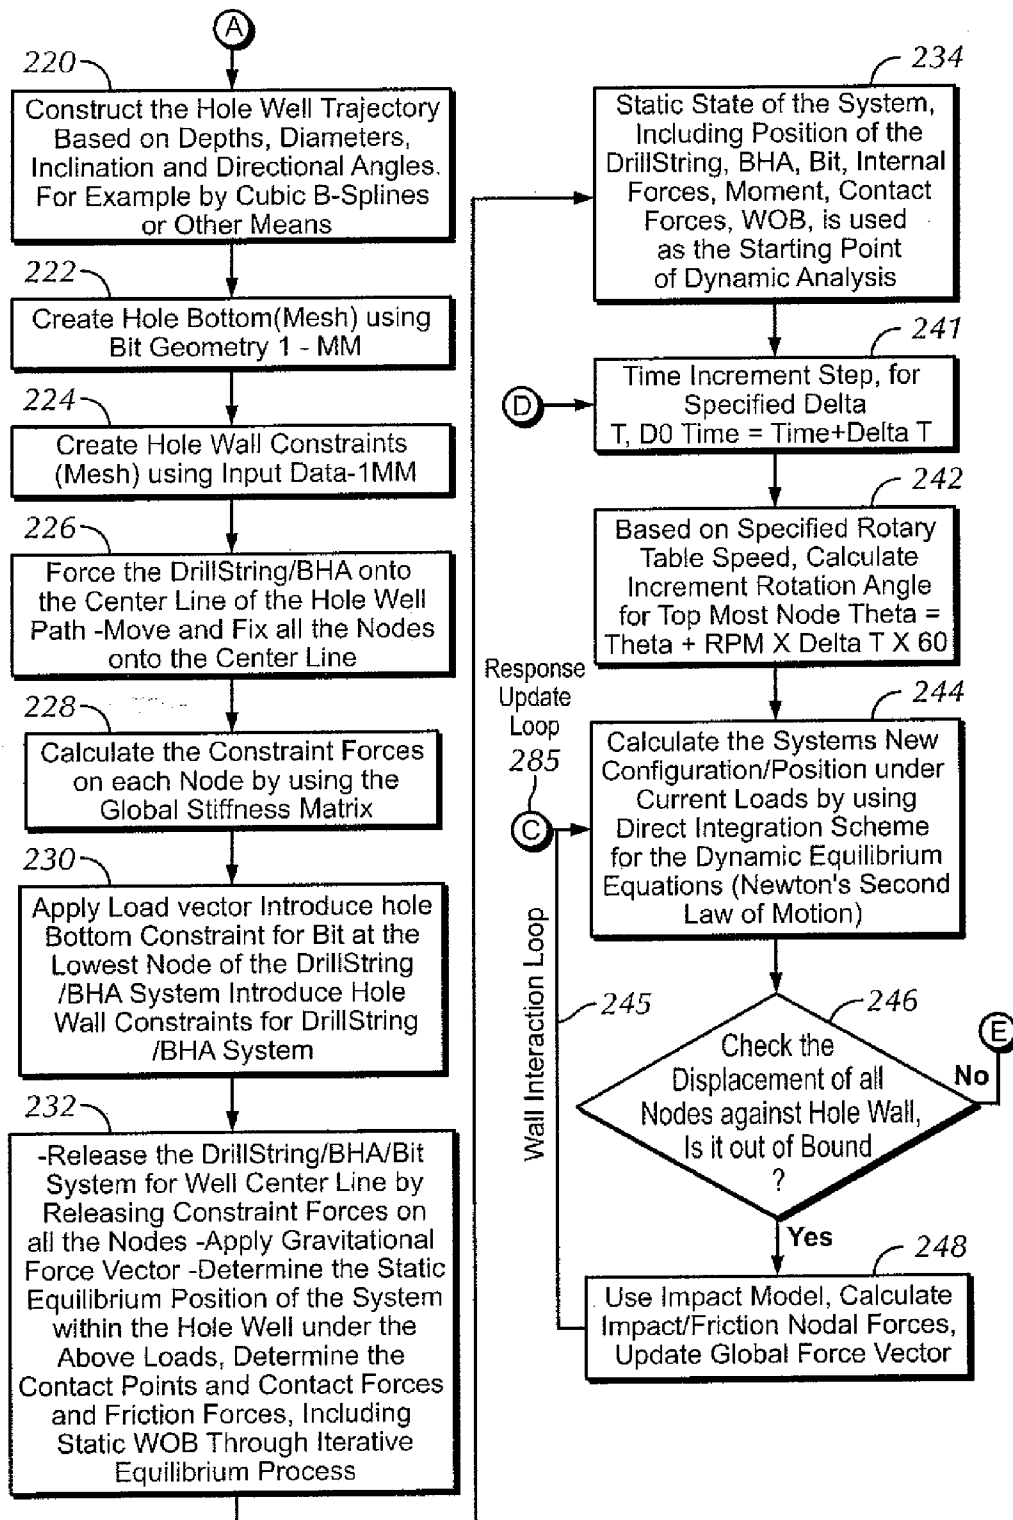 A
220
Construct the Hole Well Trajectory
Based on Depths, Diameters,
Inclination and Directional Angles.
For Example by Cubic B-Splines
or Other Means
222
Create Hole Bottom(Mesh) using
Bit Geometry 1 - MM
224
Create Hole Wall Constraints
(Mesh) using Input Data-1MM
226
Force the DrillString/BHA onto
the Center Line of the Hole Well
Path -Move and Fix all the Nodes
onto the Center Line
228
Calculate the Constraint Forces
on each Node by using the
Global Stiffness Matrix
230
Apply Load vector Introduce hole
Bottom Constraint for Bit at the
Lowest Node of the DrillString
/BHA System Introduce Hole
Wall Constraints for DrillString
/BHA System
232
-Release the DrillString/BHA/Bit
System for Well Center Line by
Releasing Constraint Forces on
all the Nodes -Apply Gravitational
Force Vector -Determine the Static
Equilibrium Position of the System
within the Hole Well under the
Above Loads, Determine the
Contact Points and Contact Forces
and Friction Forces, Including
Static WOB Through Iterative
Equilibrium Process
234
Static State of the System,
Including Position of the
DrillString, BHA, Bit, Internal
Forces, Moment, Contact
Forces, WOB, is used
as the Starting Point
of Dynamic Analysis
241
D
Time Increment Step, for
Specified Delta
T, D0 Time = Time+Delta T
242
Based on Specified Rotary
Table Speed, Calculate
Increment Rotation Angle
for Top Most Node Theta =
Theta + RPM X Delta T X 60
Response
Update
Loop
285
C
244
Calculate the Systems New
Configuration/Position under
Current Loads by using
Direct Integration Scheme
for the Dynamic Equilibrium
Equations (Newton's Second
Law of Motion)
Wall Interaction Loop
245
246
Check the
Displacement of all
Nodes against Hole Wall,
Is it out of Bound
?
No
E
Yes
248
Use Impact Model, Calculate
Impact/Friction Nodal Forces,
Update Global Force Vector